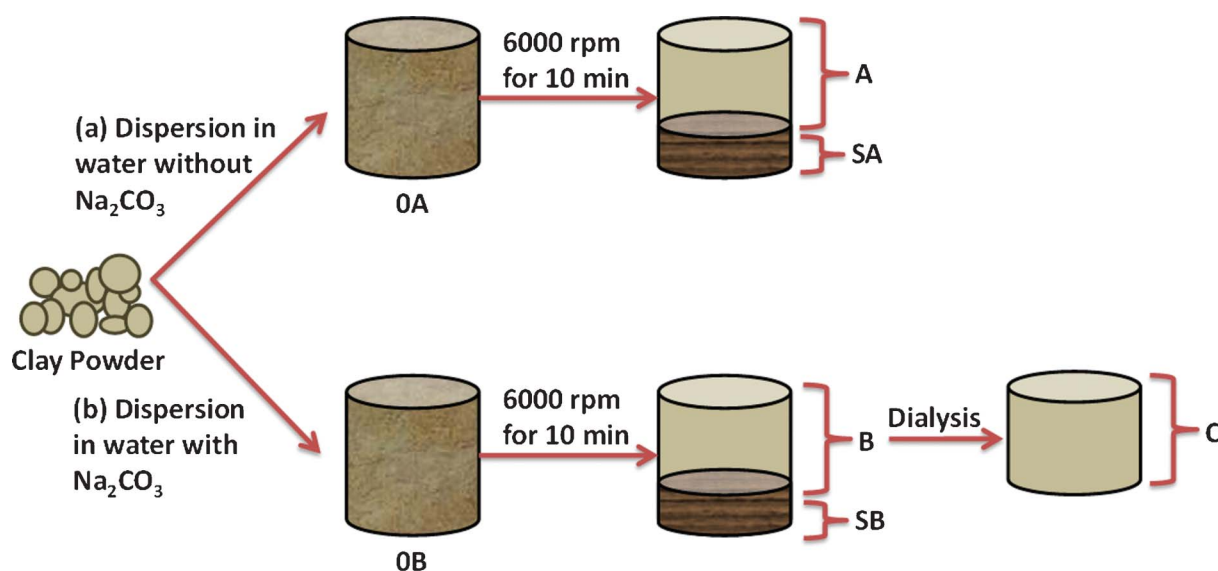 6000 rpm
for 10 min
A
(a) Dispersion in
water without
Na₂CO₃
SA
0A
Clay Powder
(b) Dispersion
in water with
Na₂CO₃
6000 rpm
for 10 min
B
Dialysis
C
SB
0B